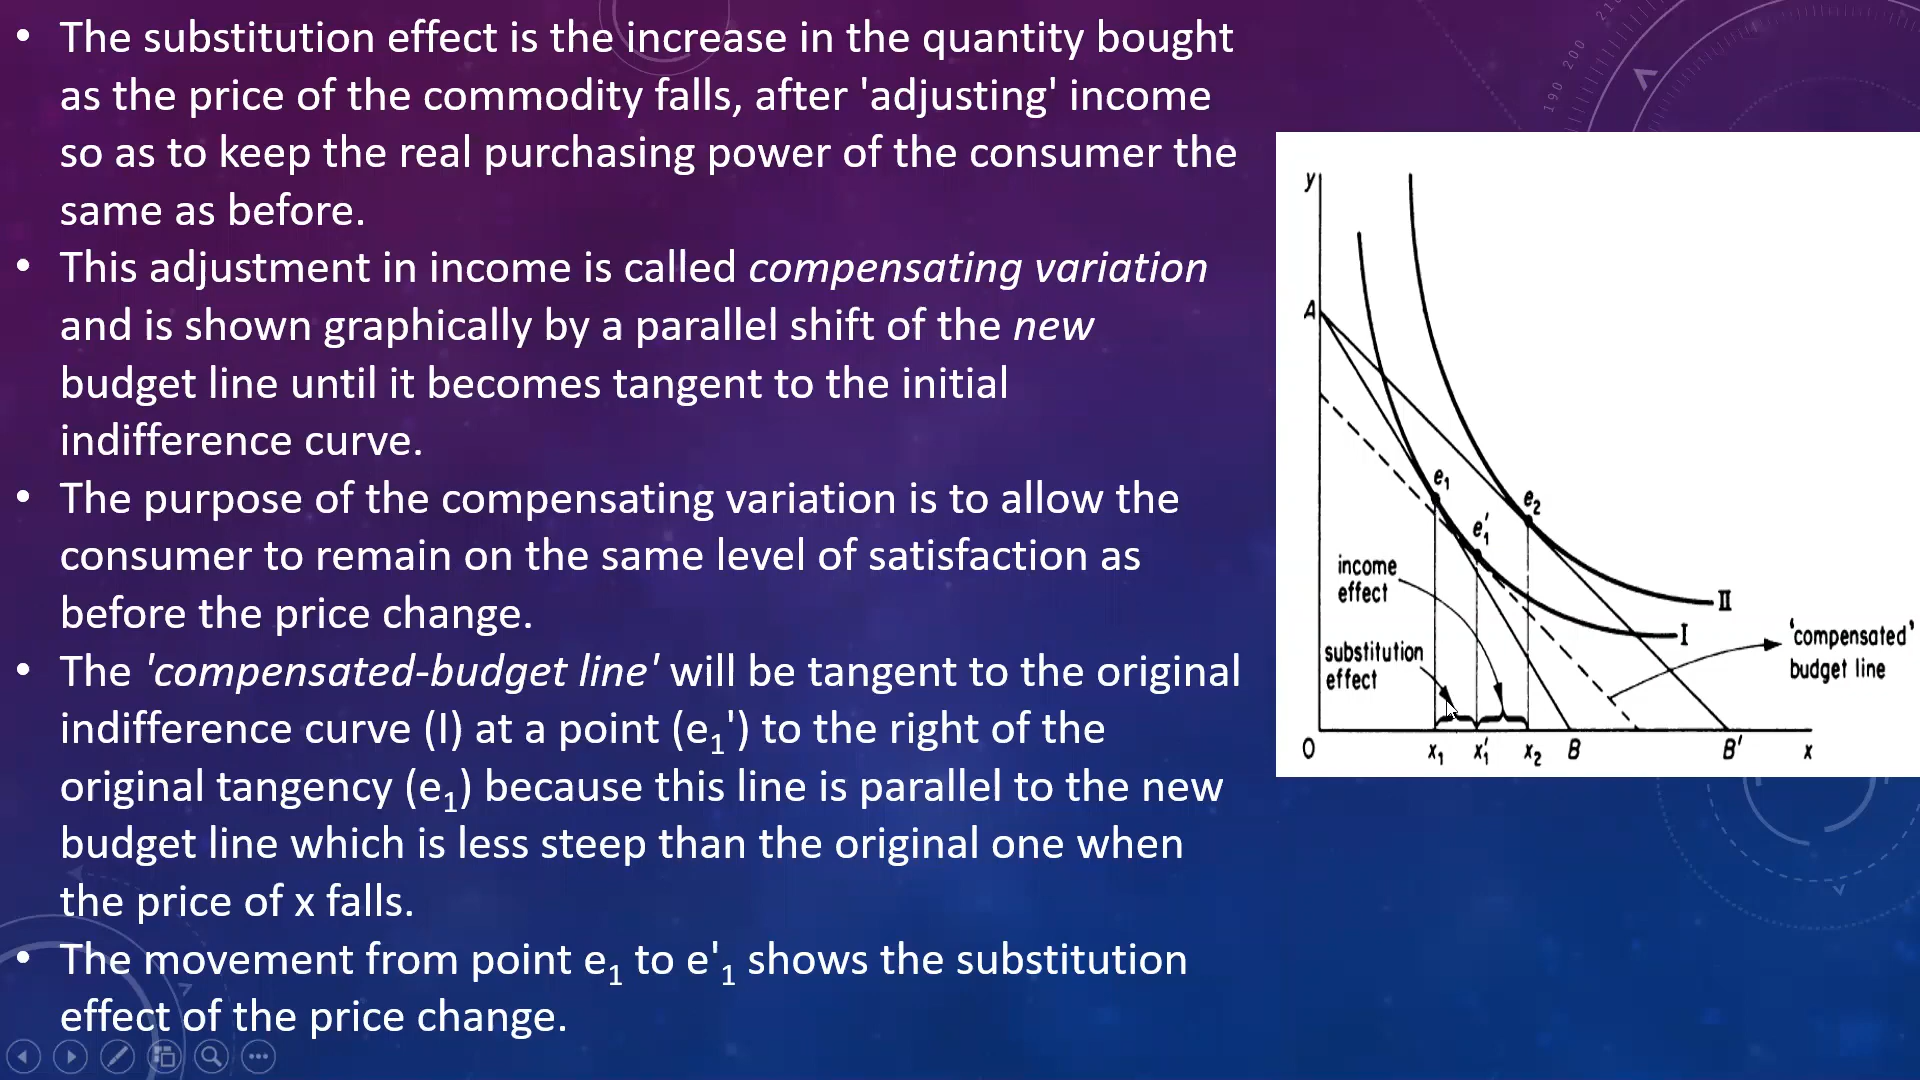 • The substitution effect is the increase in the quantity bought
as the price of the commodity falls, after 'adjusting' income
so as to keep the real purchasing power of the consumer the
same as before.
• This adjustment in income is called compensating variation
and is shown graphically by a parallel shift of the new
budget line until it becomes tangent to the initial
indifference curve.
• The purpose of the compensating variation is to allow the
consumer to remain on the same level of satisfaction as
before the price change.
• The 'compensated-budget line' will be tangent to the original
indifference curve (I) at a point (e₁') to the right of the
original tangency (e₁) because this line is parallel to the new
budget line which is less steep than the original one when
the price of x falls.
• The movement from point e₁ to e'₁ shows the substitution
effect of the price change.
210
200
190
y
A
e₁
e₂
e₁'
income
effect
II
I
'compensated'
budget line
substitution
effect
O
x₁
x₁'
x₂
B
B'
x